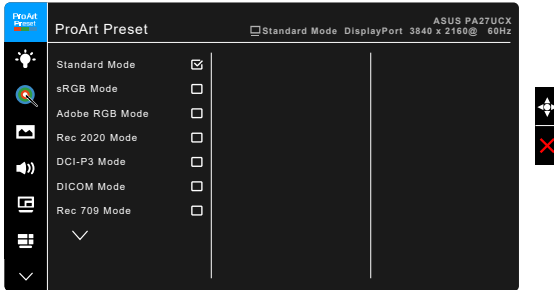 ProArt
Preset
ProArt Preset
ASUS PA27UCX
Standard Mode DisplayPort 3840 x 2160@ 60Hz
Standard Mode
sRGB Mode
Adobe RGB Mode
Rec 2020 Mode
DCI-P3 Mode
DICOM Mode
Rec 709 Mode